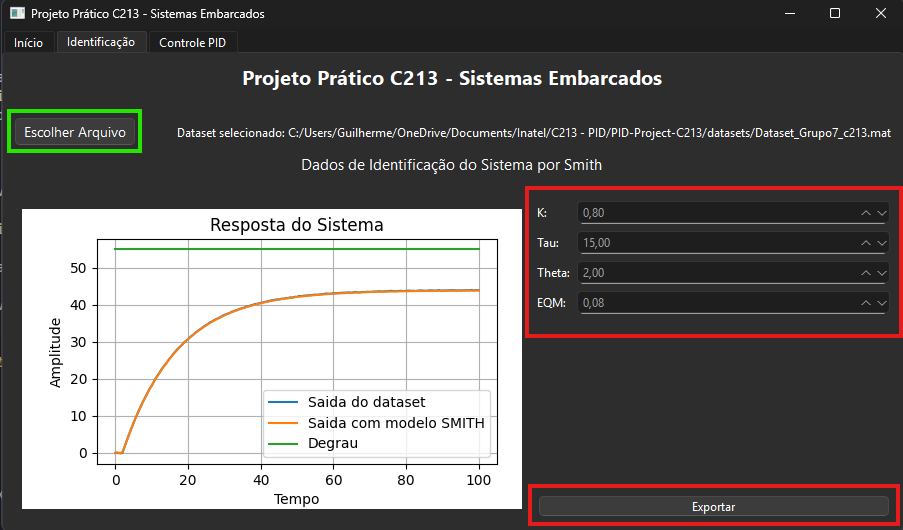 Projeto Prático C213 - Sistemas Embarcados
Início Identificação Controle PID
Projeto Prático C213 - Sistemas Embarcados
Escolher Arquivo
Dataset selecionado: C:/Users/Guilherme/OneDrive/Documents/Inatel/C213 - PID/PID-Project-C213/datasets/Dataset_Grupo7_c213.mat
Dados de Identificação do Sistema por Smith
Resposta do Sistema
Amplitude
50
40
30
20
10
0
0 20 40 60 80 100
Tempo
Saida do dataset
Saida com modelo SMITH
Degrau
K: 0,80
Tau: 15,00
Theta: 2,00
EQM: 0,08
Exportar